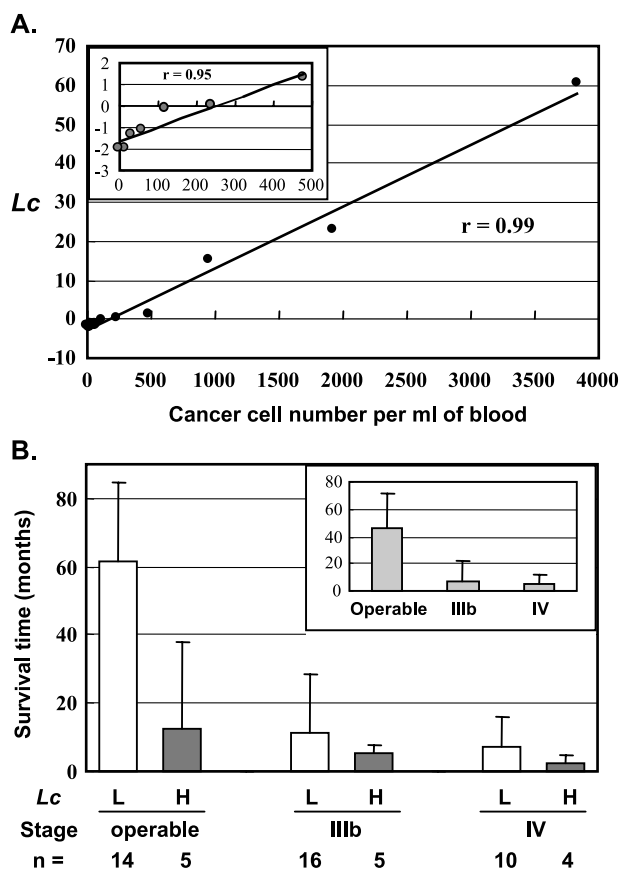 A.
70
60
50
40
30
20
10
0
-10
Lc
2
1
0
-1
-2
-3
r = 0.95
0 100 200 300 400 500
r = 0.99
0 500 1000 1500 2000 2500 3000 3500 4000
Cancer cell number per ml of blood
B.
Survival time (months)
80
60
40
20
0
80
60
40
20
0
Operable IIIb IV
Lc L H L H L H
Stage operable IIIb IV
n = 14 5 16 5 10 4